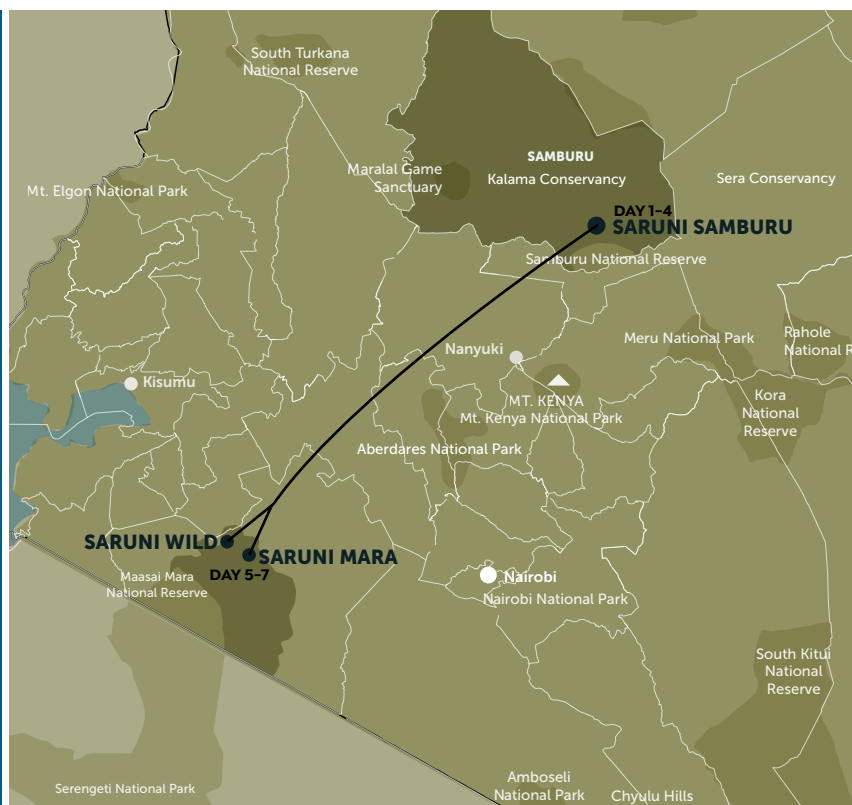 South Turkana
National Reserve
SAMBURU
Maralal Game
Sanctuary
Kalama Conservancy
Sera Conservancy
Mt. Elgon National Park
DAY 1-4
SARUNI SAMBURU
Samburu National Reserve
Nanyuki
Meru National Park
Rahole
National R
Kisumu
MT. KENYA
Mt. Kenya National Park
Kora
National
Reserve
Aberdares National Park
SARUNI WILD
SARUNI MARA
DAY 5-7
Maasai Mara
National Reserve
Nairobi
Nairobi National Park
South Kitui
National
Reserve
Serengeti National Park
Amboseli
National Park
Chyulu Hills